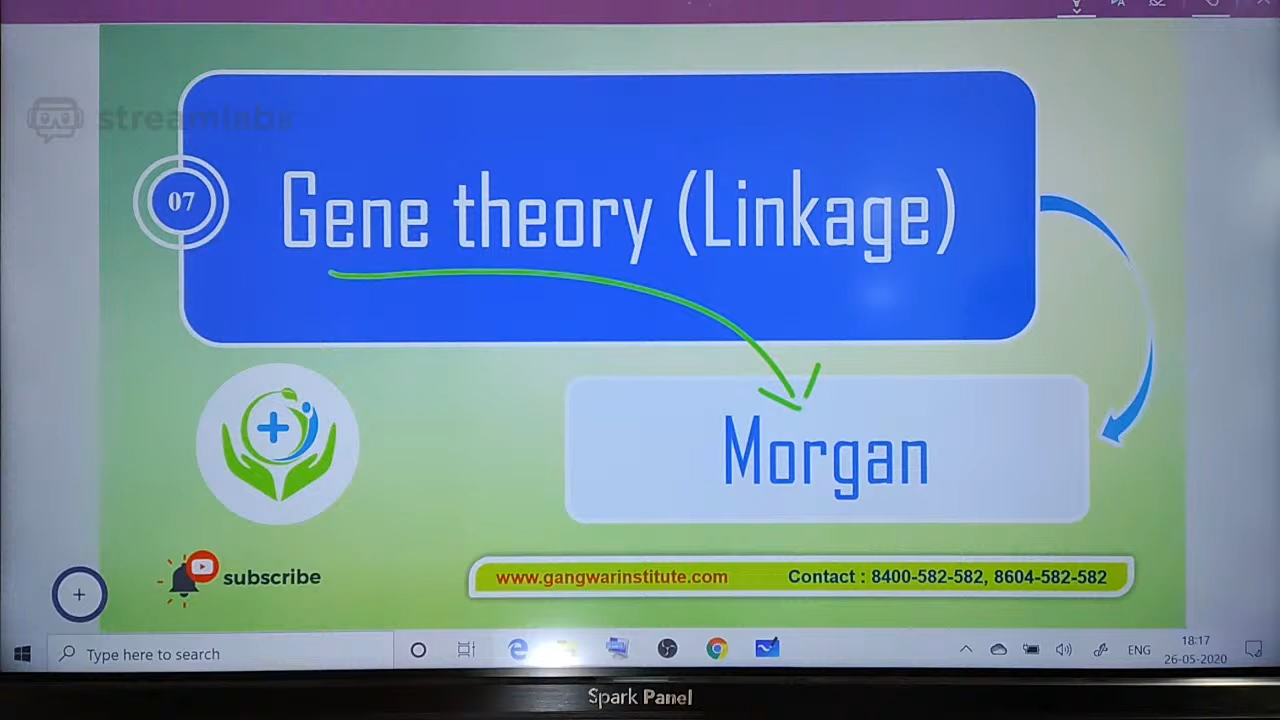 streamlabs
07
Gene theory (Linkage)
Morgan
subscribe
www.gangwarinstitute.com Contact : 8400-582-582, 8604-582-582
Type here to search
ENG
18:17
26-05-2020
Spark Panel